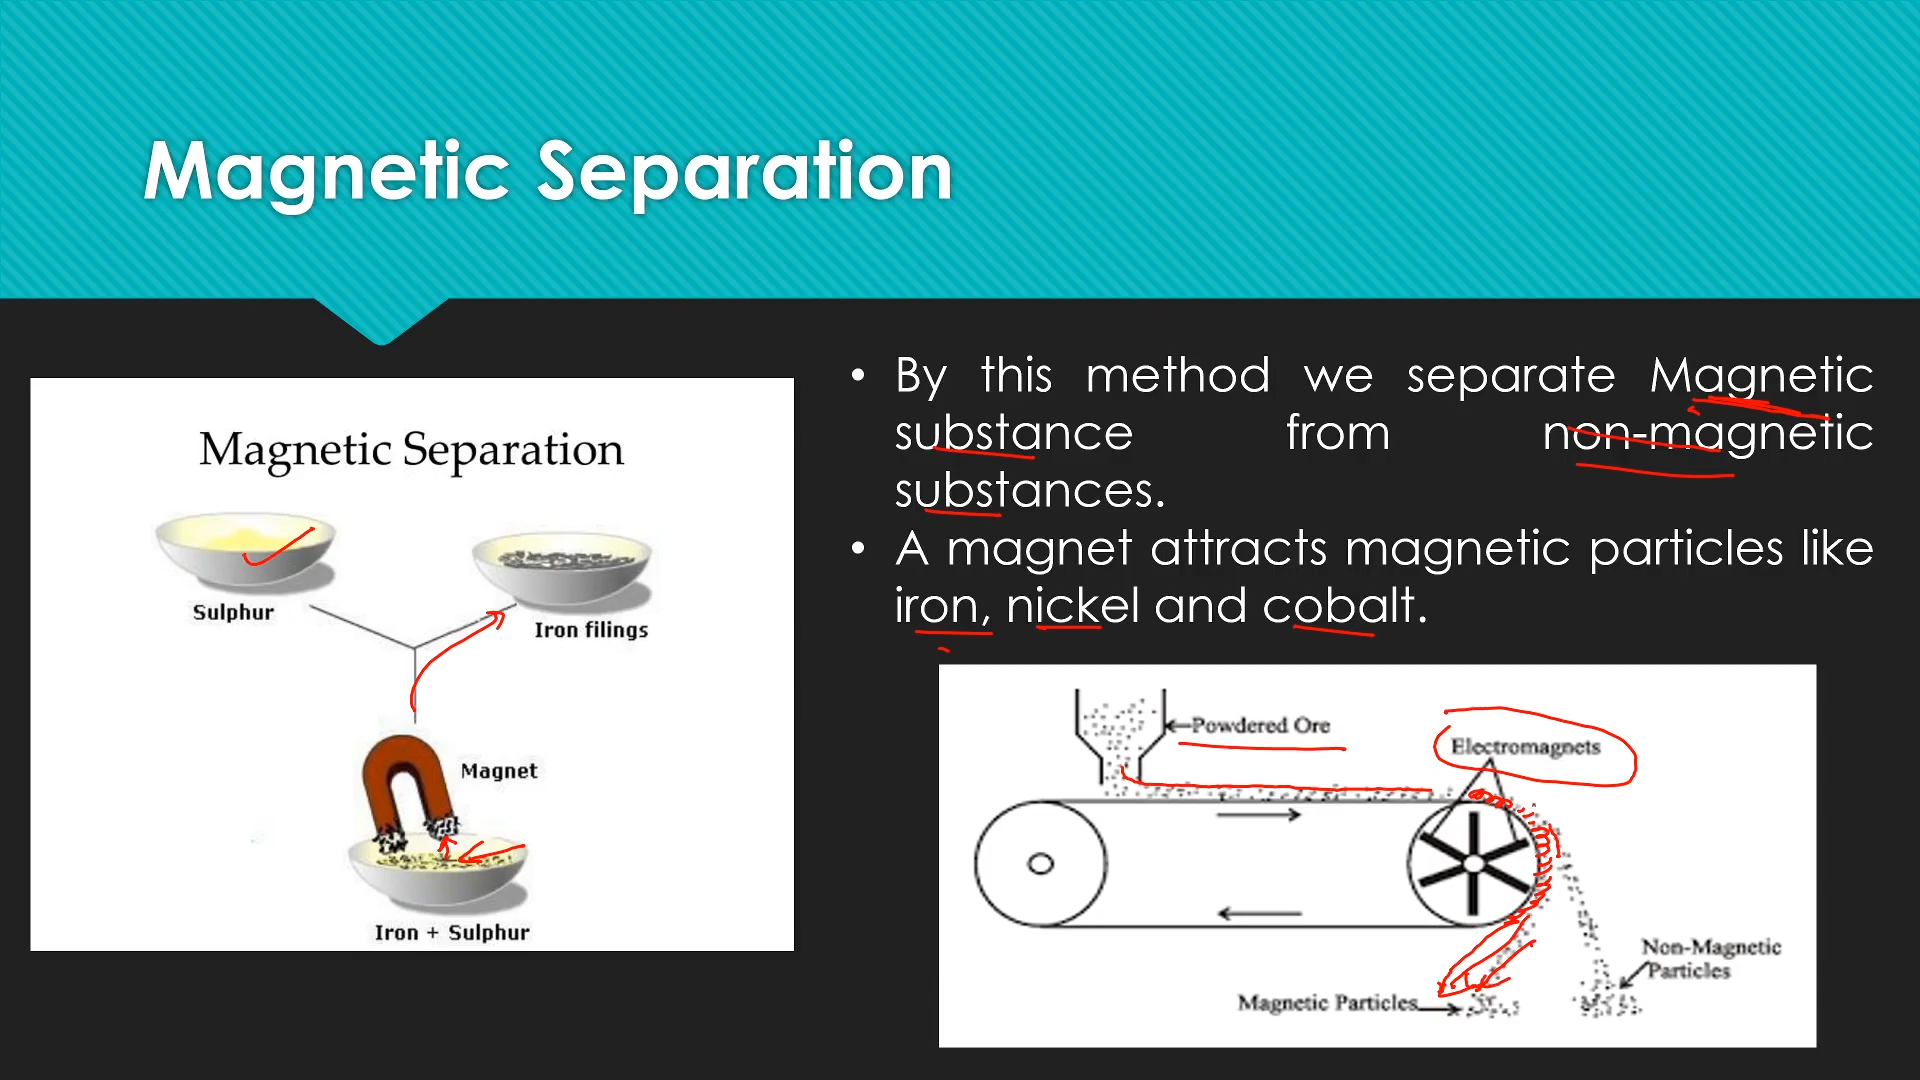 Magnetic Separation
Magnetic Separation
Sulphur
Iron filings
Magnet
Iron + Sulphur
• By this method we separate Magnetic
substance from non-magnetic
substances.
• A magnet attracts magnetic particles like
iron, nickel and cobalt.
Powdered Ore
Electromagnets
Non-Magnetic
Particles
Magnetic Particles